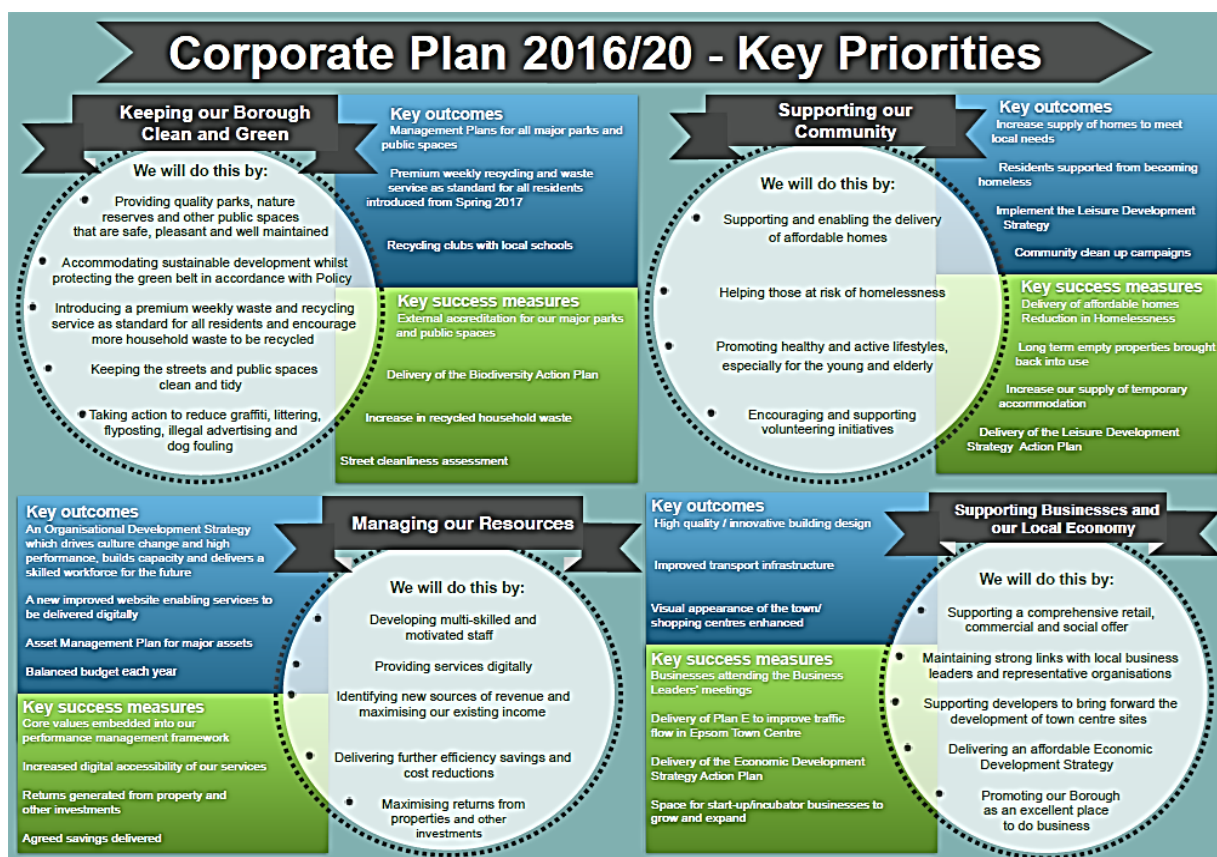 Corporate Plan 2016/20 - Key Priorities
Keeping our Borough
Clean and Green
We will do this by:
Providing quality parks, nature
reserves and other public spaces
that are safe, pleasant and well maintained
Accommodating sustainable development whilst
protecting the green belt in accordance with Policy
Introducing a premium weekly waste and recycling
service as standard for all residents and encourage
more household waste to be recycled
Keeping the streets and public spaces
clean and tidy
Taking action to reduce graffiti, littering,
flyposting, illegal advertising and
dog fouling
Key outcomes
Management Plans for all major parks and
public spaces
Premium weekly recycling and waste
service as standard for all residents
introduced from Spring 2017
Recycling clubs with local schools
Key success measures
External accreditation for our major parks
and public spaces
Delivery of the Biodiversity Action Plan
Increase in recycled household waste
Street cleanliness assessment
Supporting our
Community
We will do this by:
Supporting and enabling the delivery
of affordable homes
Helping those at risk of homelessness
Promoting healthy and active lifestyles,
especially for the young and elderly
Encouraging and supporting
volunteering initiatives
Key outcomes
Increase supply of homes to meet
local needs
Residents supported from becoming
homeless
Implement the Leisure Development
Strategy
Community clean up campaigns
Key success measures
Delivery of affordable homes
Reduction in Homelessness
Long term empty properties brought
back into use
Increase our supply of temporary
accommodation
Delivery of the Leisure Development
Strategy Action Plan
Key outcomes
An Organisational Development Strategy
which drives culture change and high
performance, builds capacity and delivers a
skilled workforce for the future
A new improved website enabling services to
be delivered digitally
Asset Management Plan for major assets
Balanced budget each year
Key success measures
Core values embedded into our
performance management framework
Increased digital accessibility of our services
Returns generated from property and
other investments
Agreed savings delivered
Managing our Resources
We will do this by:
Developing multi-skilled and
motivated staff
Providing services digitally
Identifying new sources of revenue and
maximising our existing income
Delivering further efficiency savings and
cost reductions
Maximising returns from
properties and other
investments
Key outcomes
High quality / innovative building design
Improved transport infrastructure
Visual appearance of the town/
shopping centres enhanced
Key success measures
Businesses attending the Business
Leaders' meetings
Delivery of Plan E to improve traffic
flow in Epsom Town Centre
Delivery of the Economic Development
Strategy Action Plan
Space for start-up/incubator businesses to
grow and expand
Supporting Businesses and
our Local Economy
We will do this by:
Supporting a comprehensive retail,
commercial and social offer
Maintaining strong links with local business
leaders and representative organisations
Supporting developers to bring forward the
development of town centre sites
Delivering an affordable Economic
Development Strategy
Promoting our Borough
as an excellent place
to do business